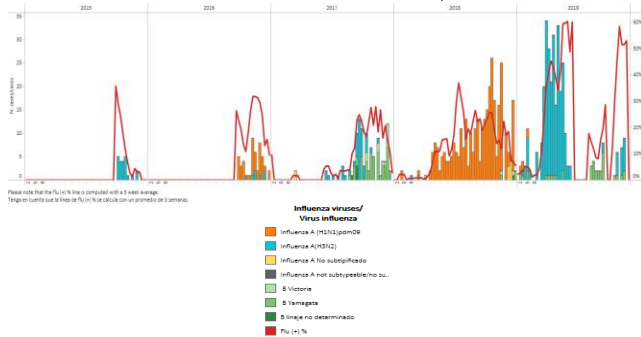 2015 2016 2017 2018 2019
35
30
25
20
15
10
5
0
60%
50%
40%
30%
20%
10%
0%
Please note that the flu (+) % line is computed with a 3 week average.
Tenga en cuenta que la línea de flu (+) % se calcula con un promedio de 3 semanas.
Influenza viruses/
Virus influenza
Influenza A (H1N1)pdm09
Influenza A(H3N2)
Influenza A No subtipificado
Influenza A not subtypeable/no su..
B Victoria
B Yamagata
B linaje no determinado
Flu (+) %